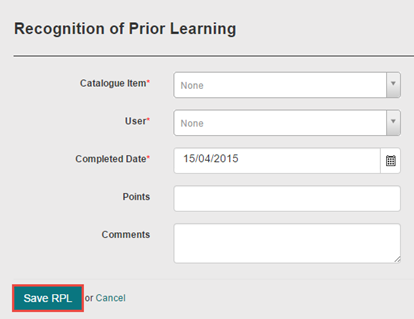 Recognition of Prior Learning
Catalogue Item* None
User* None
Completed Date* 15/04/2015
Points
Comments
Save RPL or Cancel